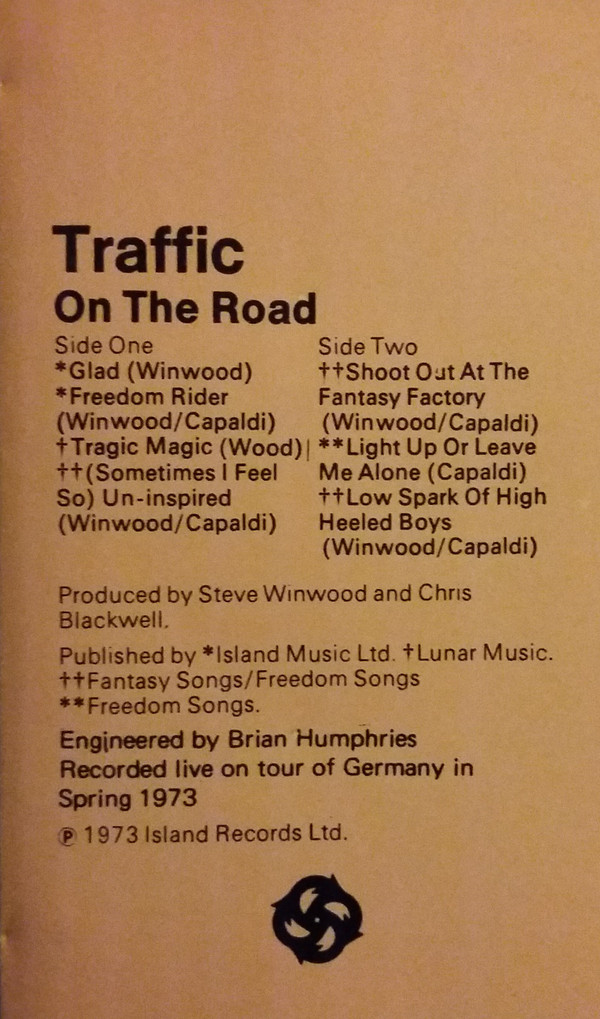 Traffic
On The Road
Side One
*Glad (Winwood)
*Freedom Rider
(Winwood/Capaldi)
†Tragic Magic (Wood)
††(Sometimes I Feel
So) Un-inspired
(Winwood/Capaldi)
Side Two
††Shoot Out At The
Fantasy Factory
(Winwood/Capaldi)
**Light Up Or Leave
Me Alone (Capaldi)
††Low Spark Of High
Heeled Boys
(Winwood/Capaldi)
Produced by Steve Winwood and Chris
Blackwell.
Published by *Island Music Ltd. †Lunar Music.
††Fantasy Songs/Freedom Songs
**Freedom Songs.
Engineered by Brian Humphries
Recorded live on tour of Germany in
Spring 1973
℗ 1973 Island Records Ltd.